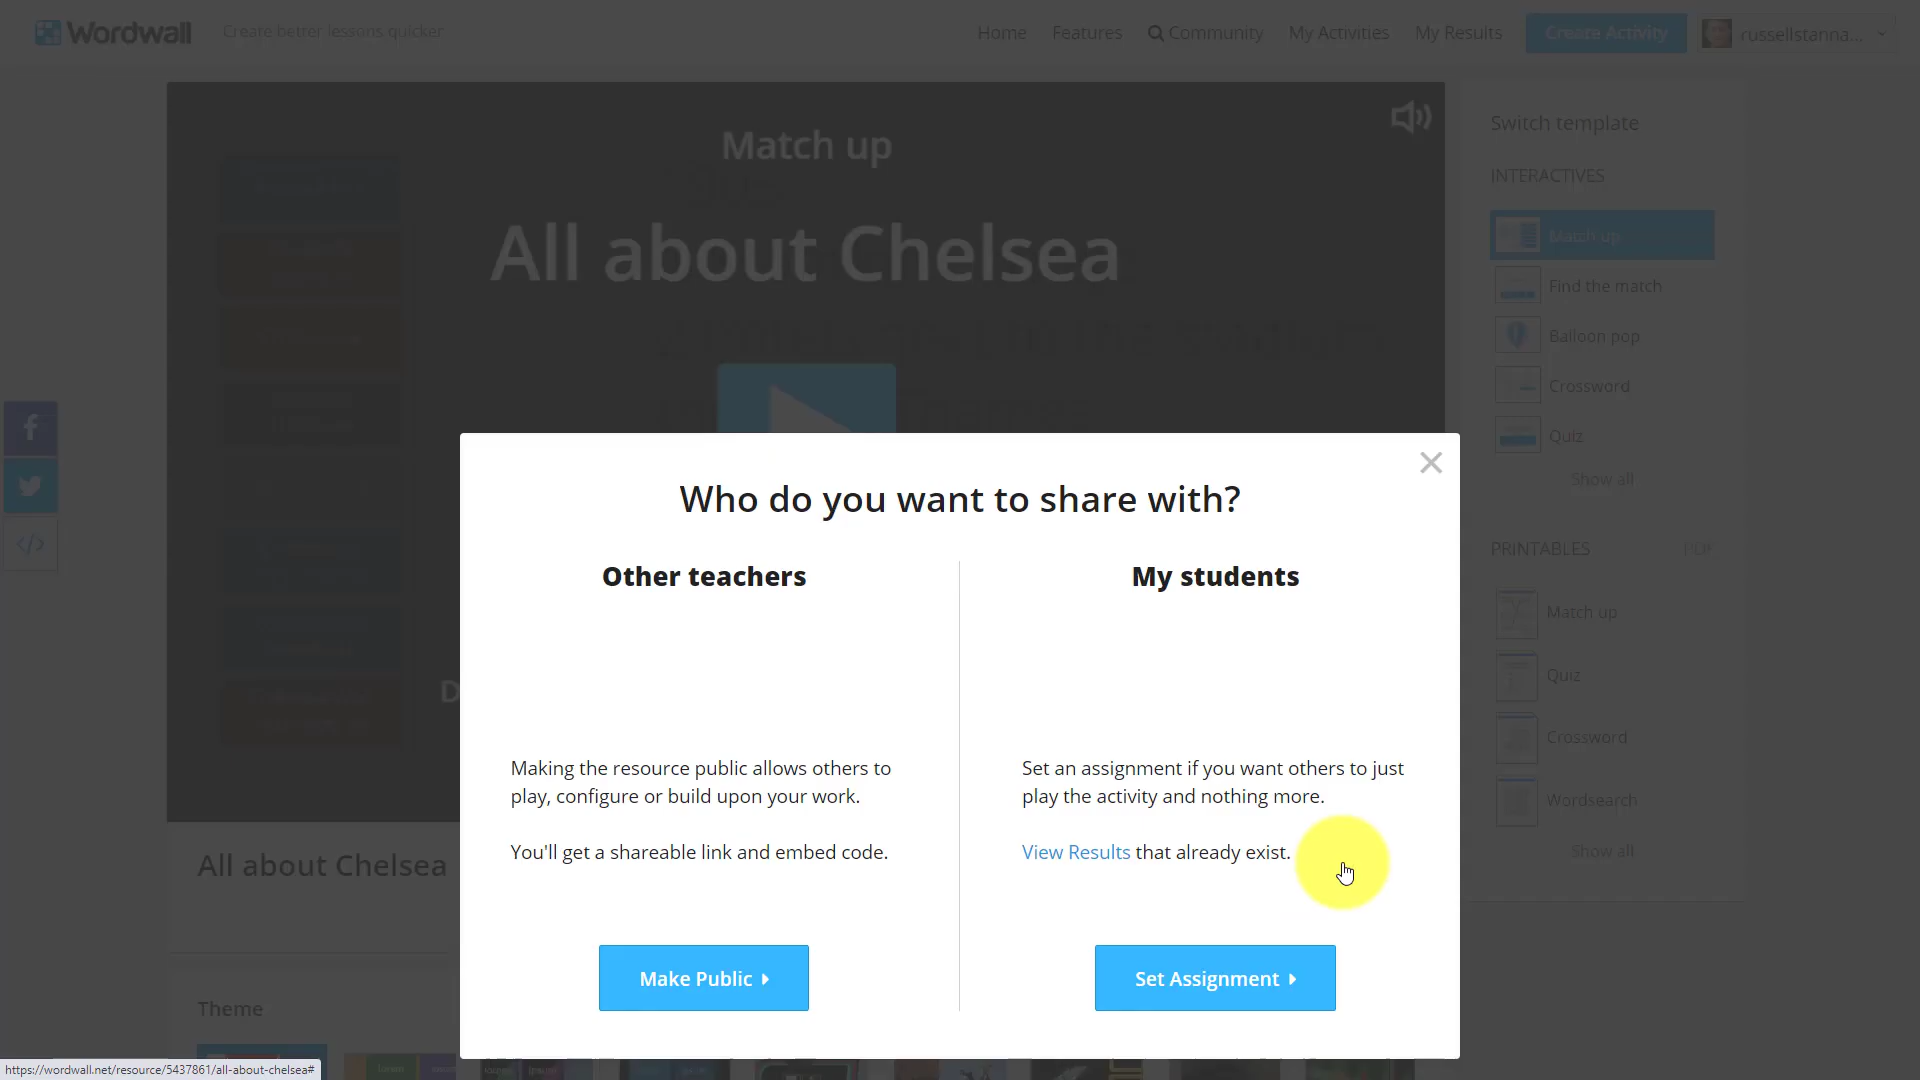 Wordwall
Create better lessons quicker
Home
Features
Community
My Activities
My Results
Create Activity
russellstanna...
Match up
All about Chelsea
Switch template
INTERACTIVES
Match up
Find the match
Balloon pop
Crossword
Quiz
Show all
PRINTABLES
PDF
Match up
Quiz
Crossword
Wordsearch
Show all
Who do you want to share with?
Other teachers
Making the resource public allows others to
play, configure or build upon your work.
You'll get a shareable link and embed code.
Make Public
My students
Set an assignment if you want others to just
play the activity and nothing more.
View Results that already exist.
Set Assignment
All about Chelsea
Theme
https://wordwall.net/resource/5437861/all-about-chelsea#